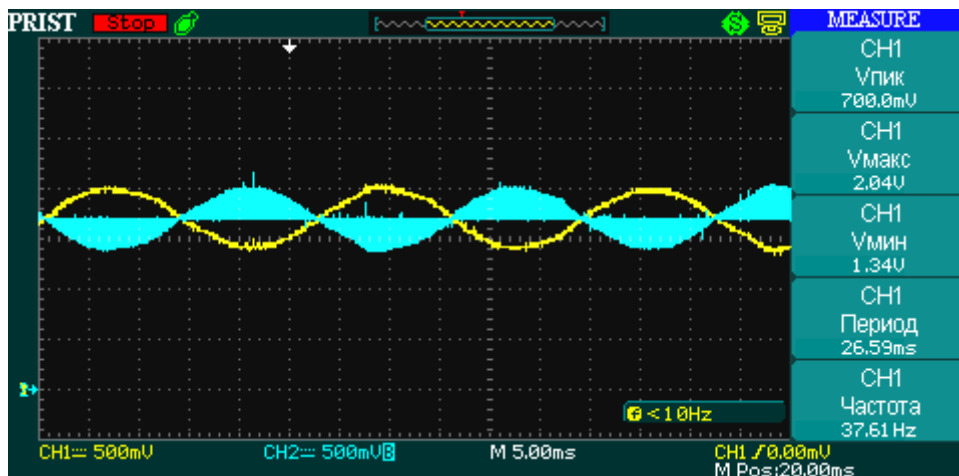 PRIST Stop MEASURE
CH1
Vпик
700.0mV
CH1
Vмакс
2.04V
CH1
Vмин
1.34V
CH1
Период
26.59ms
CH1
Частота
37.61Hz
f <10Hz
CH1 500mV CH2 500mV B M 5.00ms CH1 0.00mV
M Pos:20.00ms